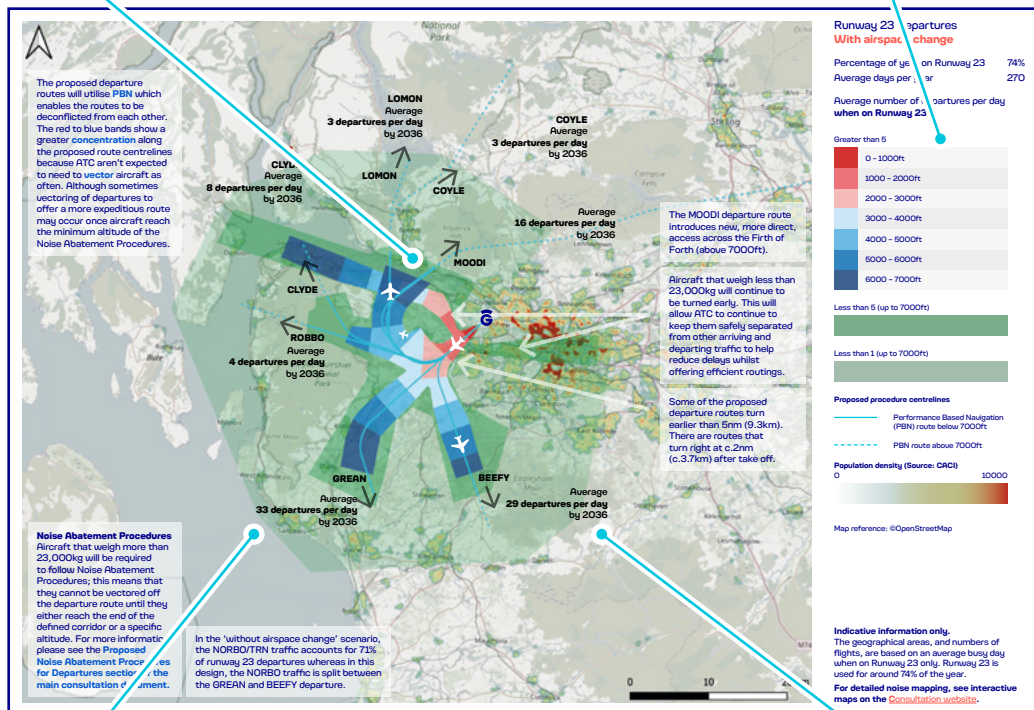 The proposed departure
routes will utilise PBN which
enables the routes to be
deconflicted from each other.
The red to blue bands show a
greater concentration along
the proposed route centrelines
because ATC aren't expected
to need to vector aircraft as
often. Although sometimes
vectoring of departures to
offer a more expeditious route
may occur once aircraft reach
the minimum altitude of the
Noise Abatement Procedures.
National
Park
LOMON
Average
3 departures per day
by 2036
COYLE
Average
3 departures per day
by 2036
Average
8 departures per day
by 2036
LOMON
COYLE
Average
16 departures per day
by 2036
MOODI
CLYDE
ROBBO
Average
4 departures per day
by 2036
Stirling
Bute
The MOODI departure route
introduces new, more direct,
access across the Firth of
Forth (above 7000ft).
Aircraft that weigh less than
23,000kg will continue to
be turned early. This will
allow ATC to continue to
keep them safely separated
from other arriving and
departing traffic to help
reduce delays whilst
offering efficient routings.
Some of the proposed
departure routes turn
earlier than 5nm (9.3km).
There are routes that
turn right at c.2nm
(c.3.7km) after take off.
GREAN
Average
33 departures per day
by 2036
BEEFY
Average
29 departures per day
by 2036
Noise Abatement Procedures
Aircraft that weigh more than
23,000kg will be required
to follow Noise Abatement
Procedures; this means that
they cannot be vectored off
the departure route until they
either reach the end of the
defined corridor or a specific
altitude. For more information
please see the Proposed
Noise Abatement Procedures
for Departures section of the
main consultation document.
In the 'without airspace change' scenario,
the NORBO/TRN traffic accounts for 71%
of runway 23 departures whereas in this
design, the NORBO traffic is split between
the GREAN and BEEFY departure.
0 10
Runway 23 departures
With airspace change
Percentage of year on Runway 23 74%
Average days per year 270
Average number of departures per day
when on Runway 23
Greater than 5
0 - 1000ft
1000 - 2000ft
2000 - 3000ft
3000 - 4000ft
4000 - 5000ft
5000 - 6000ft
6000 - 7000ft
Less than 5 (up to 7000ft)
Less than 1 (up to 7000ft)
Proposed procedure centrelines
Performance Based Navigation
(PBN) route below 7000ft
PBN route above 7000ft
Population density (Source: CACI)
0 10000
Map reference: ©OpenStreetMap
Indicative information only.
The geographical areas, and numbers of
flights, are based on an average busy day
when on Runway 23 only. Runway 23 is
used for around 74% of the year.
For detailed noise mapping, see interactive
maps on the Consultation website.